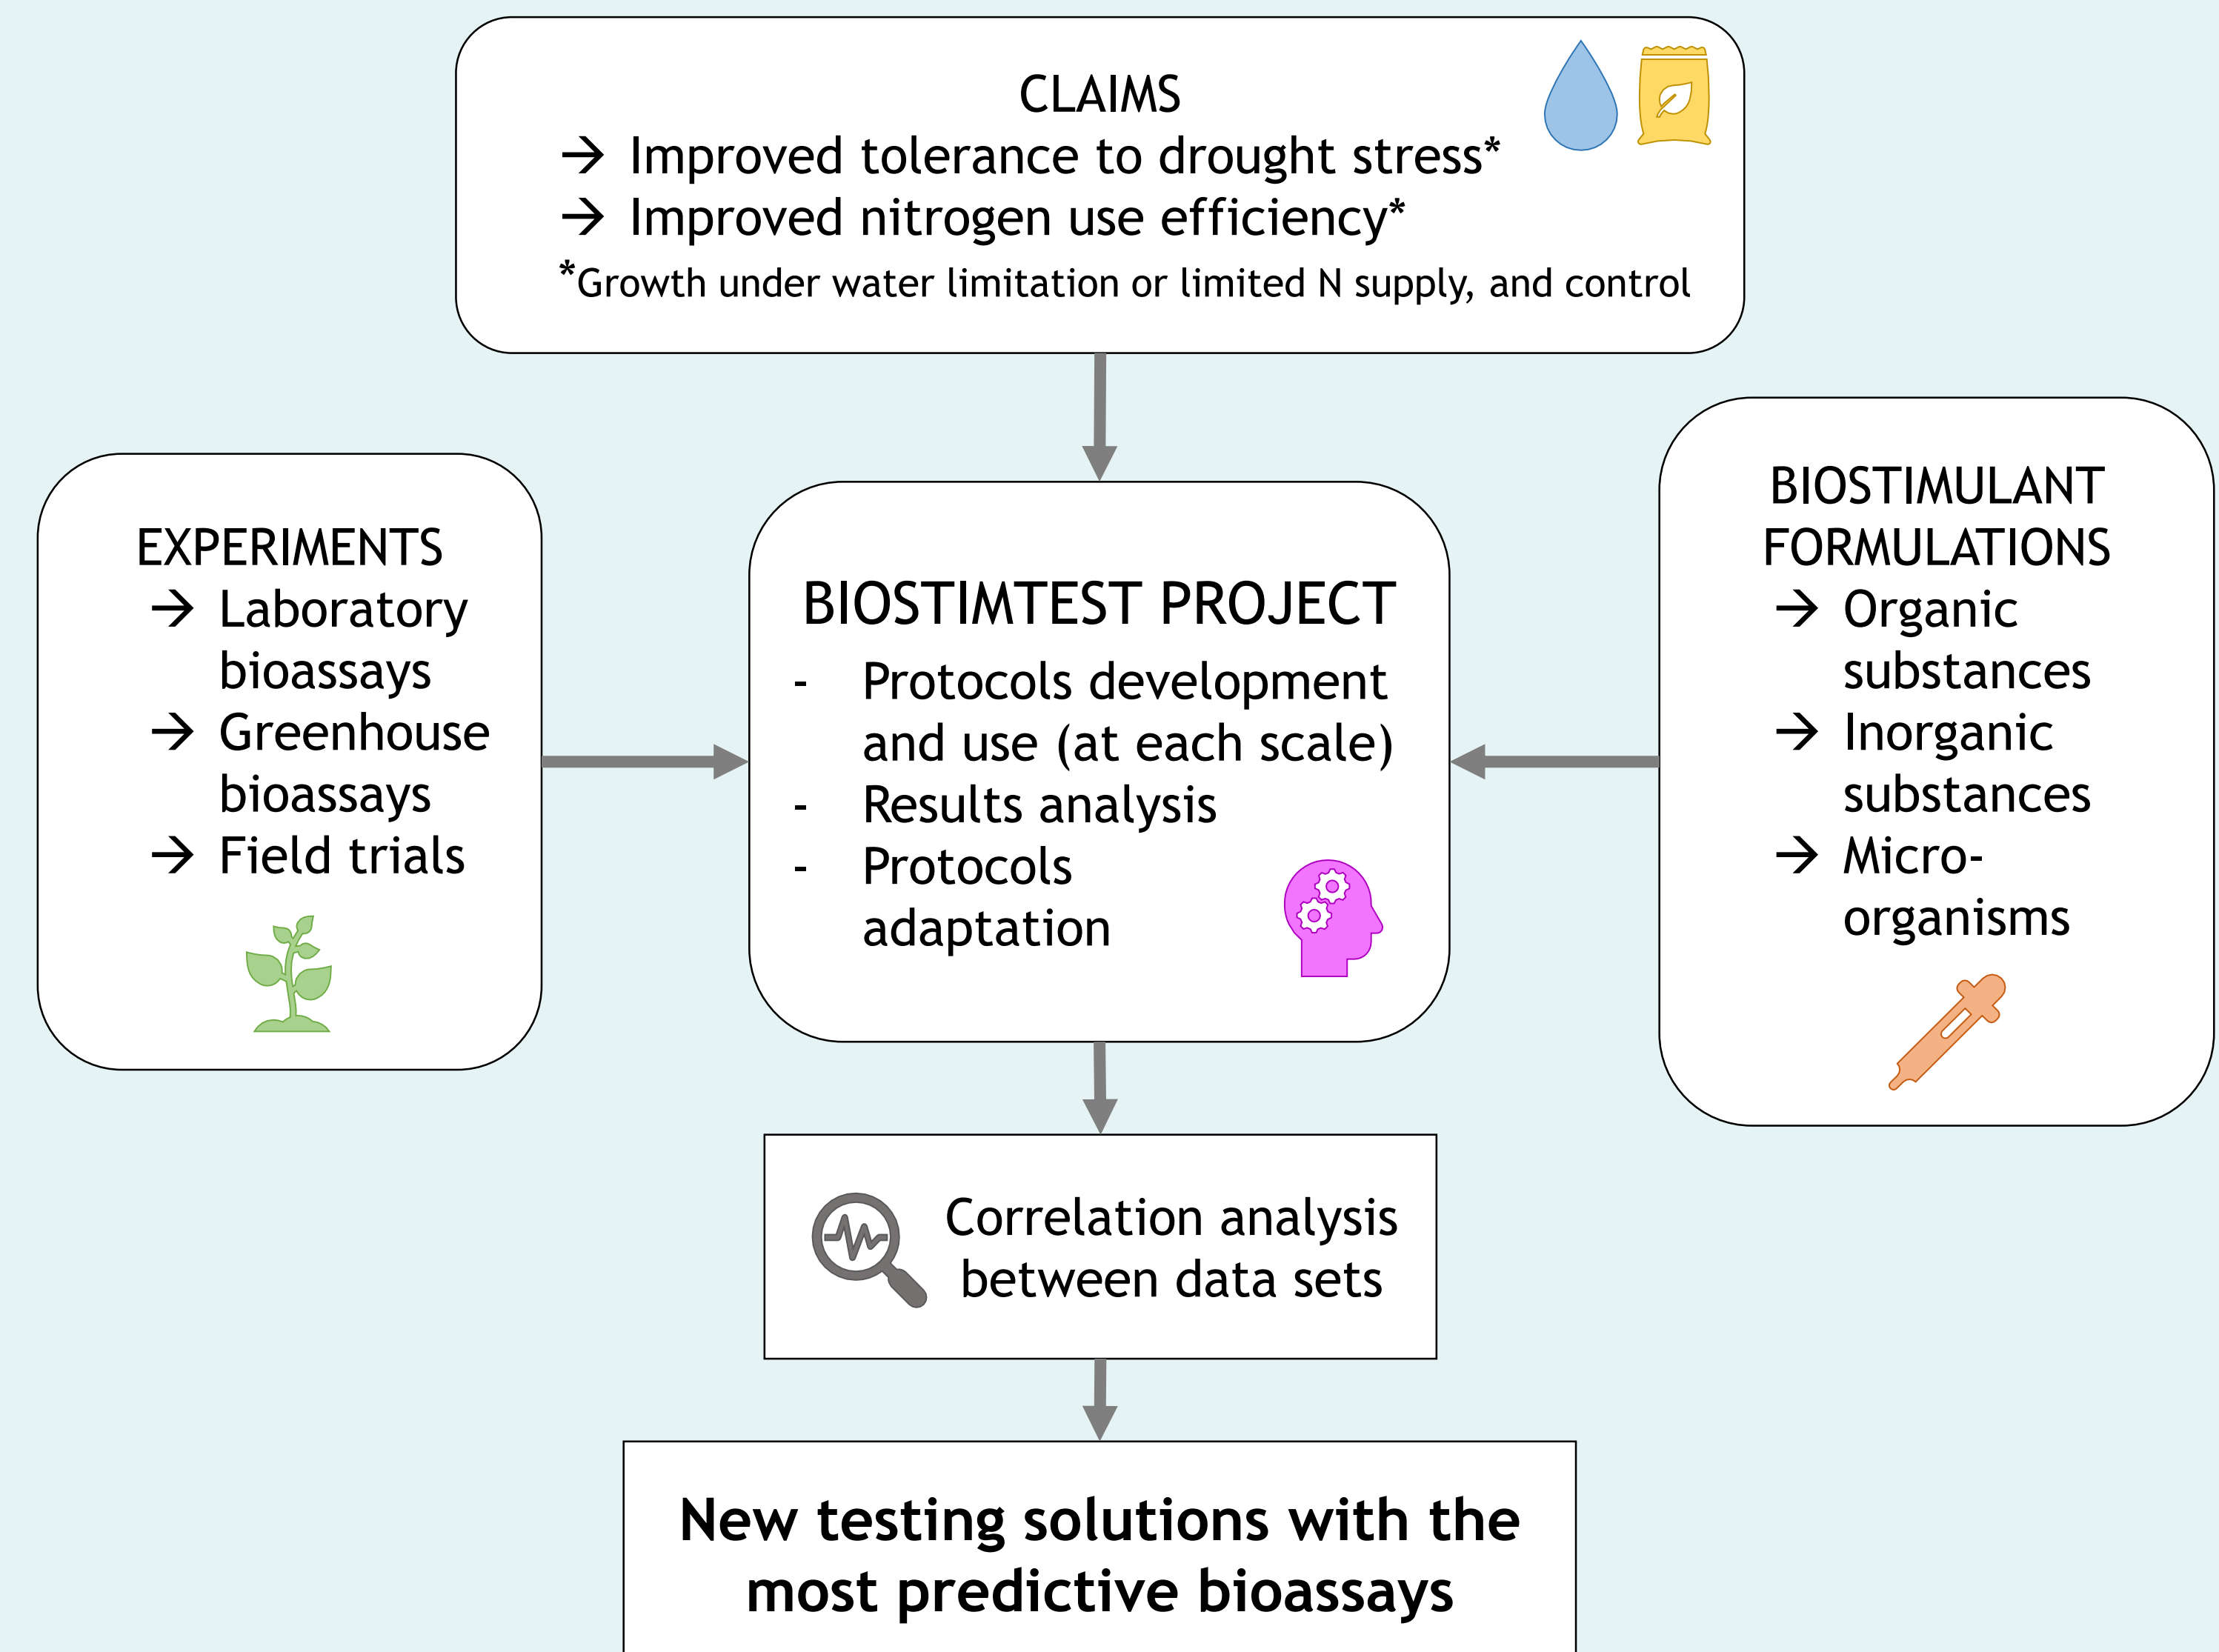 CLAIMS
→ Improved tolerance to drought stress*
→ Improved nitrogen use efficiency*
*Growth under water limitation or limited N supply, and control
EXPERIMENTS
→ Laboratory
bioassays
→ Greenhouse
bioassays
→ Field trials
BIOSTIMTEST PROJECT
- Protocols development
and use (at each scale)
- Results analysis
- Protocols
adaptation
BIOSTIMULANT
FORMULATIONS
→ Organic
substances
→ Inorganic
substances
→ Micro-
organisms
Correlation analysis
between data sets
New testing solutions with the
most predictive bioassays